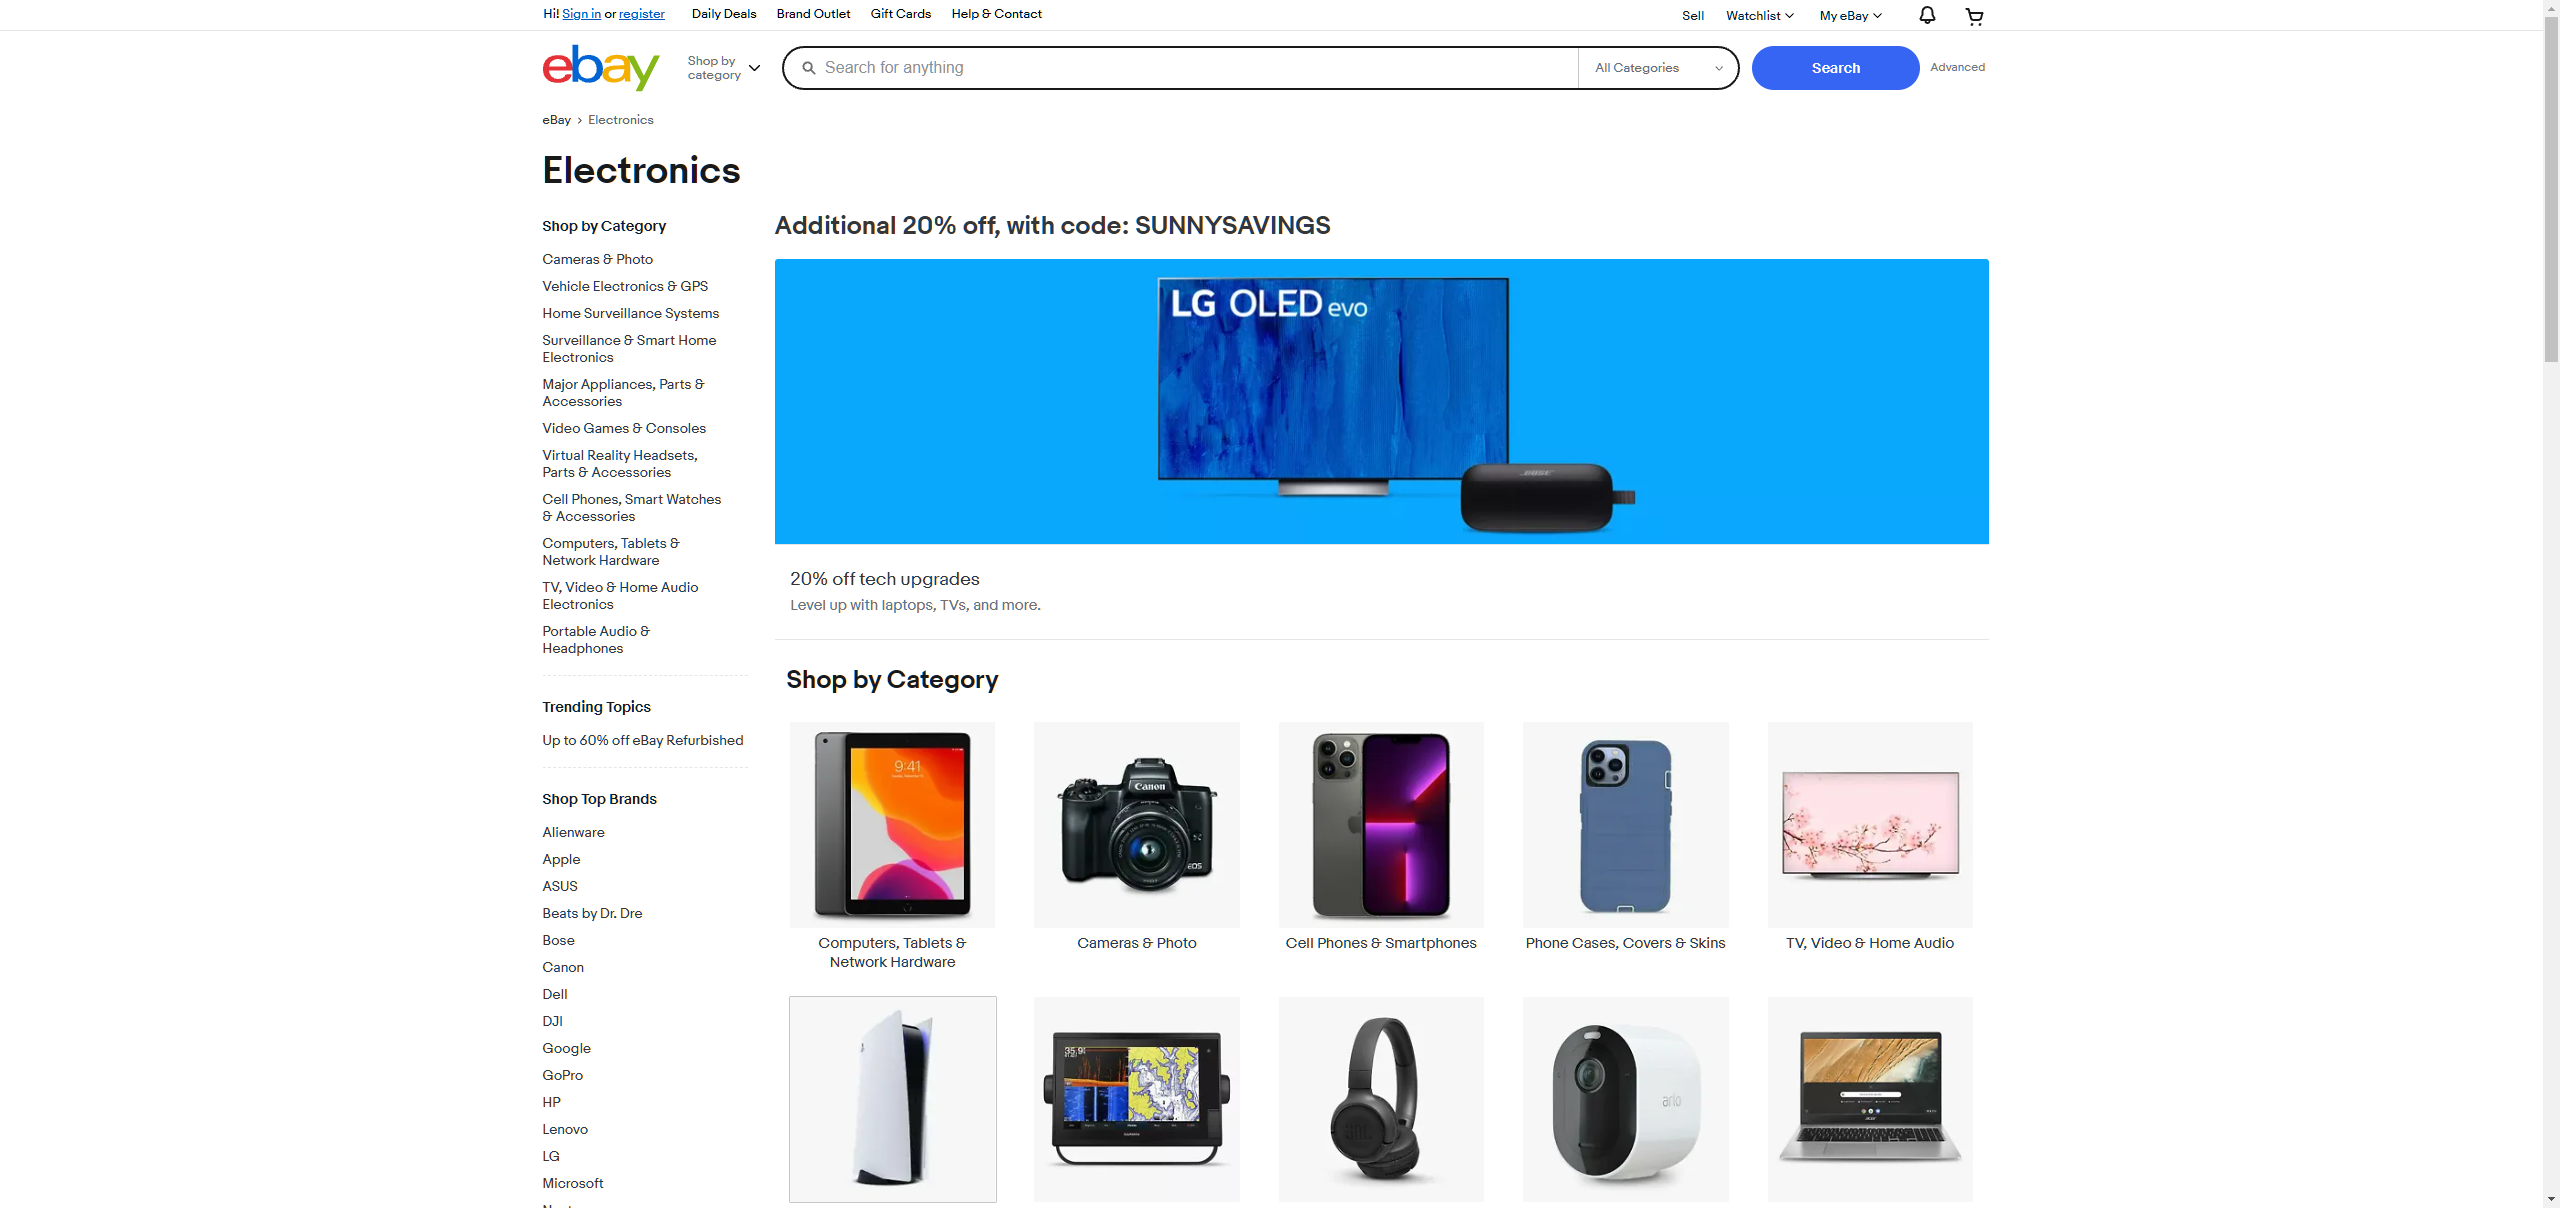 Hi! Sign in or register
Daily Deals
Brand Outlet
Gift Cards
Help & Contact
Sell
Watchlist
My eBay
ebay
Shop by
category
Search for anything
All Categories
Search
Advanced
eBay > Electronics
Electronics
Shop by Category
Cameras & Photo
Vehicle Electronics & GPS
Home Surveillance Systems
Surveillance & Smart Home
Electronics
Major Appliances, Parts &
Accessories
Video Games & Consoles
Virtual Reality Headsets,
Parts & Accessories
Cell Phones, Smart Watches
& Accessories
Computers, Tablets &
Network Hardware
TV, Video & Home Audio
Electronics
Portable Audio &
Headphones
Trending Topics
Up to 60% off eBay Refurbished
Shop Top Brands
Alienware
Apple
ASUS
Beats by Dr. Dre
Bose
Canon
Dell
DJI
Google
GoPro
HP
Lenovo
LG
Microsoft
Additional 20% off, with code: SUNNYSAVINGS
LG OLED evo
BOSE
20% off tech upgrades
Level up with laptops, TVs, and more.
Shop by Category
9:41
Computers, Tablets &
Network Hardware
Canon
EOS
Cameras & Photo
Cell Phones & Smartphones
Phone Cases, Covers & Skins
TV, Video & Home Audio
35.9
GARMIN
JBL
arlo
acer